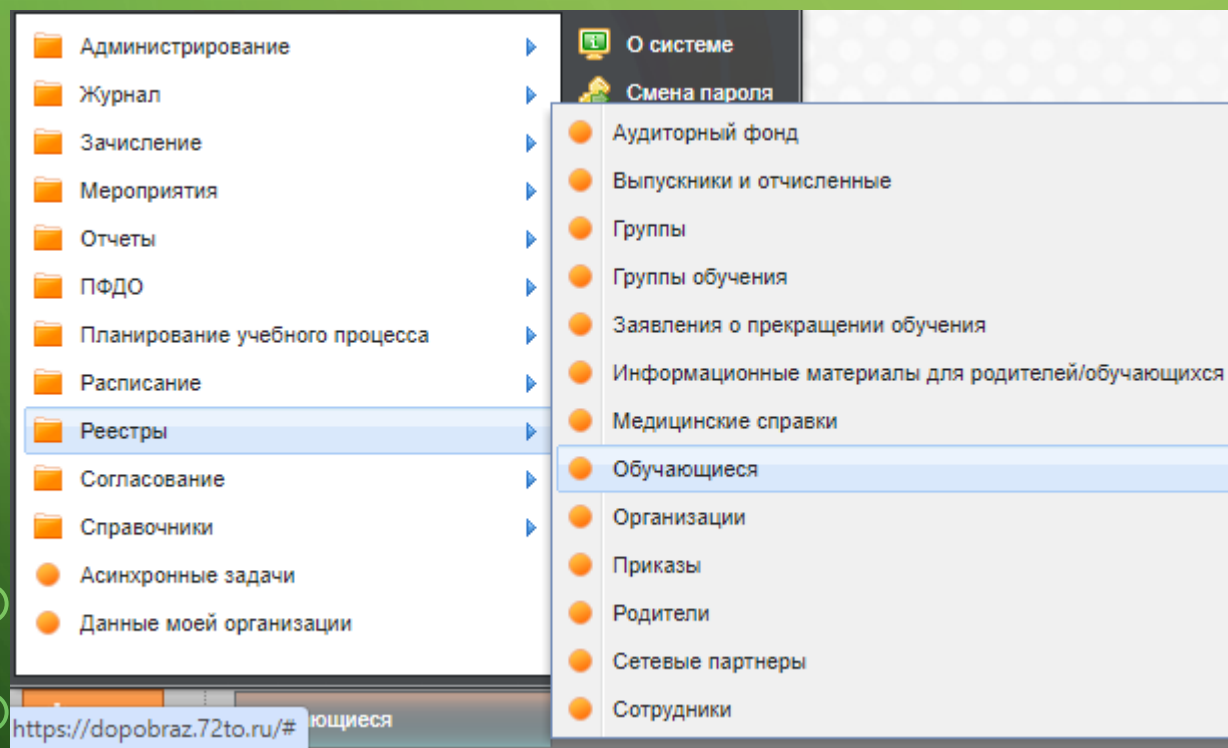 Администрирование
Журнал
Зачисление
Мероприятия
Отчеты
ПФДО
Планирование учебного процесса
Расписание
Реестры
Согласование
Справочники
Асинхронные задачи
Данные моей организации
О системе
Смена пароля
Аудиторный фонд
Выпускники и отчисленные
Группы
Группы обучения
Заявления о прекращении обучения
Информационные материалы для родителей/обучающихся
Медицинские справки
Обучающиеся
Организации
Приказы
Родители
Сетевые партнеры
Сотрудники
ющиеся
https://dopobraz.72to.ru/#